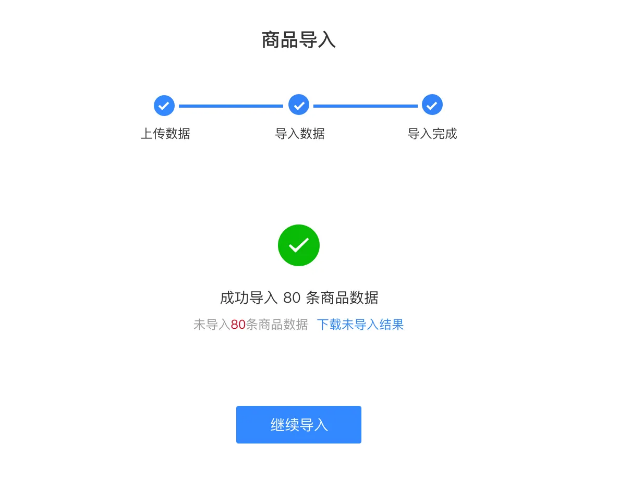 商品导入
上传数据 导入数据 导入完成
成功导入 80 条商品数据
未导入80条商品数据 下载未导入结果
继续导入